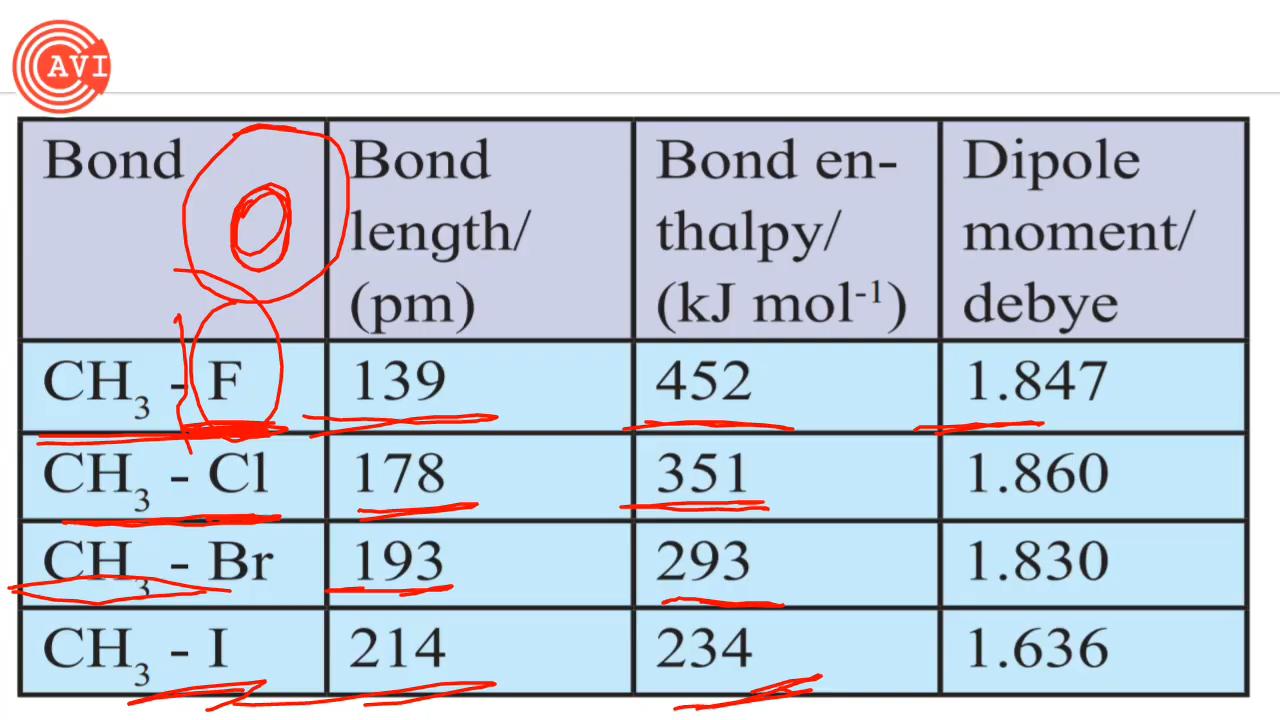 CAVI
Bond
Bond length/ (pm)
Bond en-
thalpy/
(kJ mol⁻¹)
Dipole
moment/
debye
CH₃ - F 139 452 1.847
CH₃ - Cl 178 351 1.860
CH₃ - Br 193 293 1.830
CH₃ - I 214 234 1.636